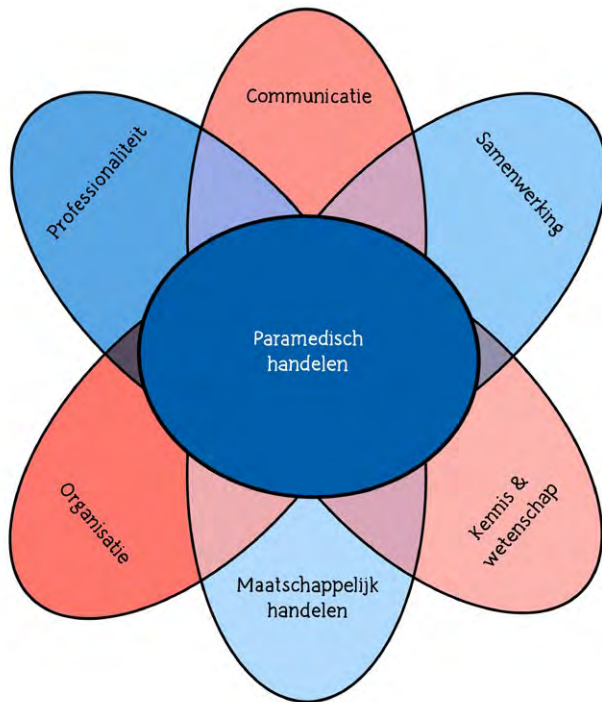 Communicatie
Professionaliteit
Samenwerking
Paramedisch
handelen
Organisatie
Kennis &
wetenschap
Maatschappelijk
handelen